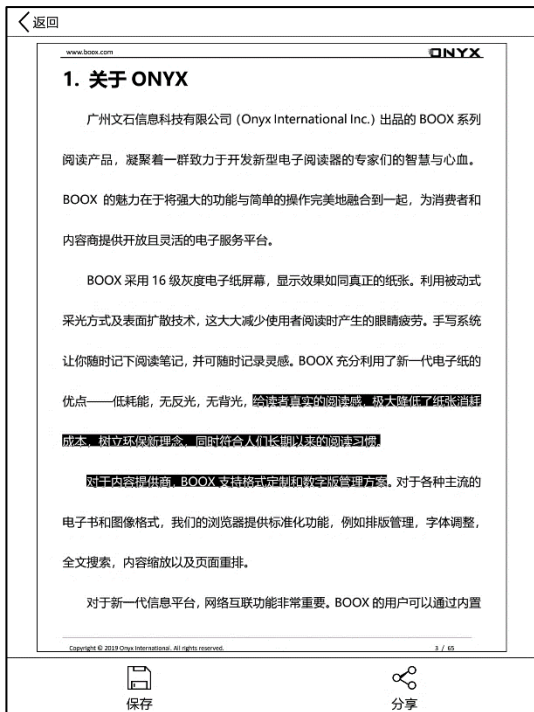 返回
www.boox.com
ONYX
1. 关于 ONYX
广州文石信息科技有限公司 (Onyx International Inc.) 出品的 BOOX 系列
阅读产品，凝聚着一群致力于开发新型电子阅读器的专家们的智慧与心血。
BOOX 的魅力在于将强大的功能与简单的操作完美地融合到一起，为消费者和
内容商提供开放且灵活的电子服务平台。
BOOX 采用 16 级灰度电子纸屏幕，显示效果如同真正的纸张。利用被动式
采光方式及表面扩散技术，这大大减少使用者阅读时产生的眼睛疲劳。手写系统
让你随时记下阅读笔记，并可随时记录灵感。BOOX 充分利用了新一代电子纸的
优点——低耗能，无反光，无背光，给读者真实的阅读感，极大降低了纸张消耗
成本，树立环保新理念，同时符合人们长期以来的阅读习惯。
对于内容提供商，BOOX 支持格式定制和数字版管理方案。对于各种主流的
电子书和图像格式，我们的浏览器提供标准化功能，例如排版管理，字体调整，
全文搜索，内容缩放以及页面重排。
对于新一代信息平台，网络互联功能非常重要。BOOX 的用户可以通过内置
Copyright © 2019 Onyx International. All rights reserved.
3 / 65
保存
分享